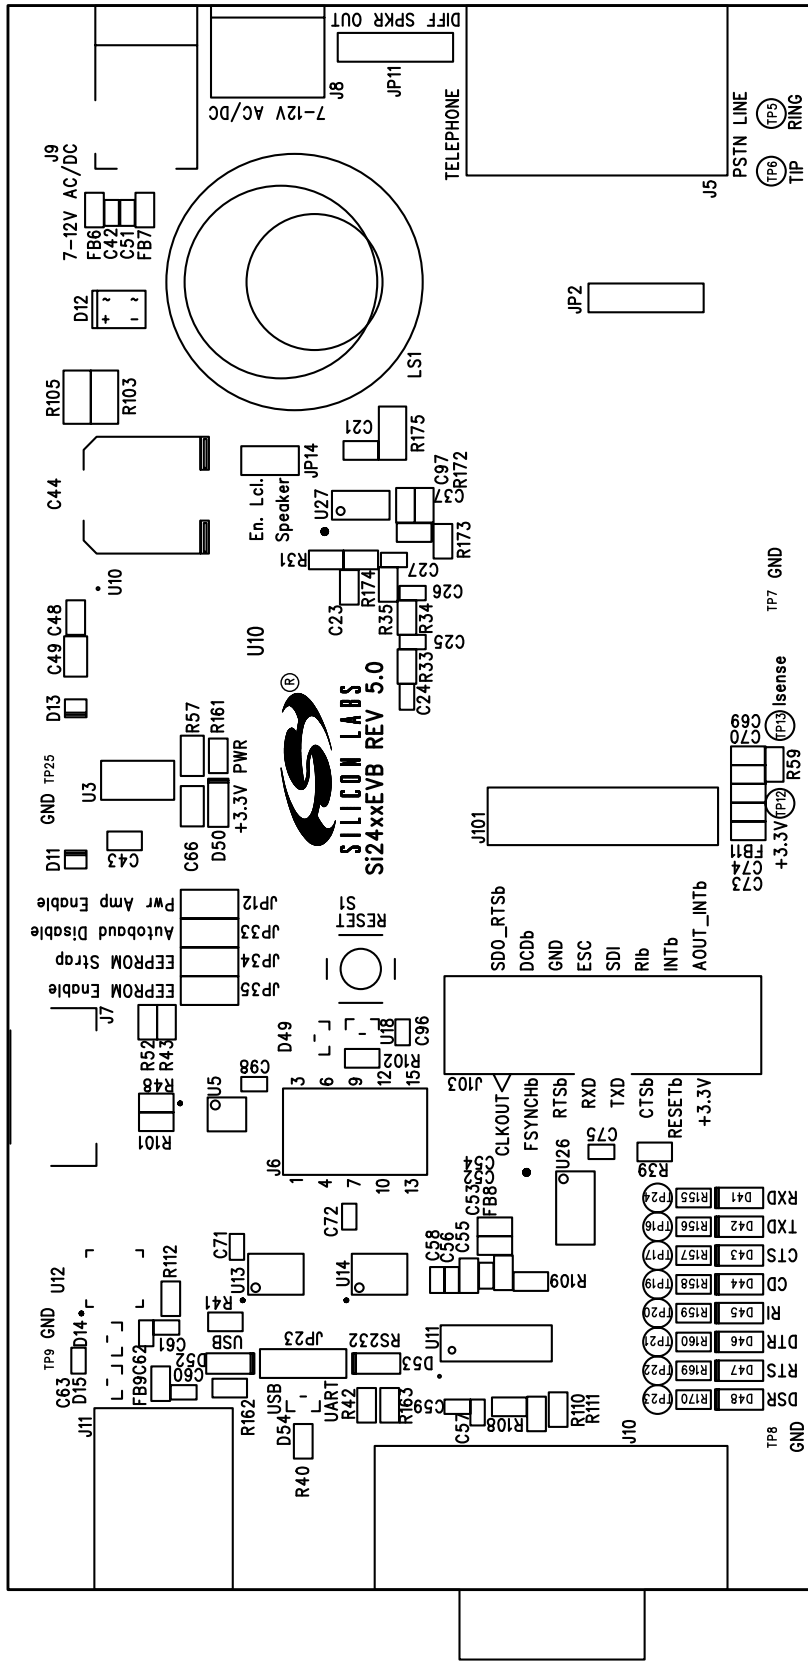 DIFF SPKR OUT
JP11
J8
7-12V AC/DC
J9
7-12V AC/DC
TELEPHONE
J5
PSTN LINE
TP5
RING
TP6
TIP
FB6
C42
C51
FB7
D12
+ ~
- ~
JP2
LS1
R105
R103
C44
U10
C21
R175
JP14
En. Lcl.
Speaker
U27
C97
R172
C37
R173
R31
C23
R174
C27
R35
C26
R34
C25
R33
C24
C48
C49
U10
D13
TP25
GND
U3
R57
R161
+3.3V PWR
C66
D50
C43
D11
®
SILICON LABS
Si24xxEVB REV 5.0
TP7 GND
Isense
TP13
C69
C70
R59
TP12
+3.3V
FB11
C74
C73
J101
Pwr Amp Enable
JP12
Autobaud Disable
JP33
EEPROM Strap
JP34
EEPROM Enable
JP35
S1
RESET
SDO_RTSb
DCDb
GND
ESC
SDI
RIb
INTb
AOUT_INTb
J103
CLKOUT
FSYNCHb
RTSb
RXD
TXD
CTSb
RESETb
+3.3V
J7
R52
R43
R48
R101
U5
C98
D49
U18
C96
R102
3
6
9
12
15
J6
1
4
7
10
13
C72
C71
U13
U14
C54
C52
C53
FB8
C55
C56
C58
U26
C75
R39
R109
U12
R112
R41
USB
JP23
RS232
D52
D53
U11
TP9 GND
D14
D15
C63
FB9
C62
C61
C60
R162
USB
UART
D54
R40
R42
R163
C59
C57
R108
R110
R111
J11
J10
TP24 R155 D41 RXD
TP16 R156 D42 TXD
TP17 R157 D43 CTS
TP19 R158 D44 CD
TP20 R159 D45 RI
TP21 R160 D46 DTR
TP22 R169 D47 RTS
TP23 R170 D48 DSR
TP8
GND